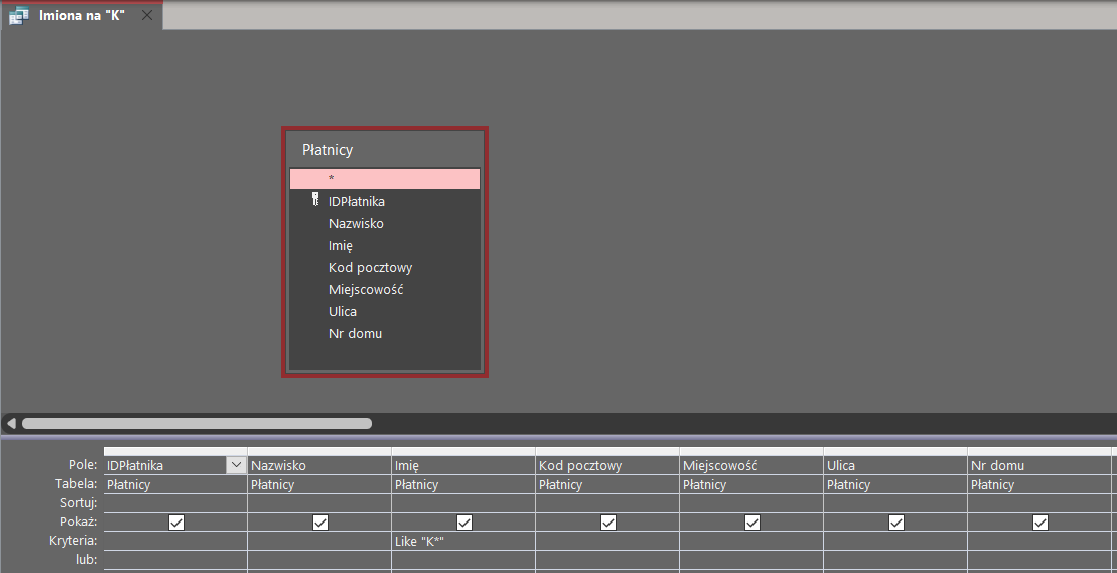 Imiona na "K"
Płatnicy
*
IDPłatnika
Nazwisko
Imię
Kod pocztowy
Miejscowość
Ulica
Nr domu
Pole: IDPłatnika Nazwisko Imię Kod pocztowy Miejscowość Ulica Nr domu
Tabela: Płatnicy Płatnicy Płatnicy Płatnicy Płatnicy Płatnicy Płatnicy
Sortuj:
Pokaż:
Kryteria: Like "K*"
lub: